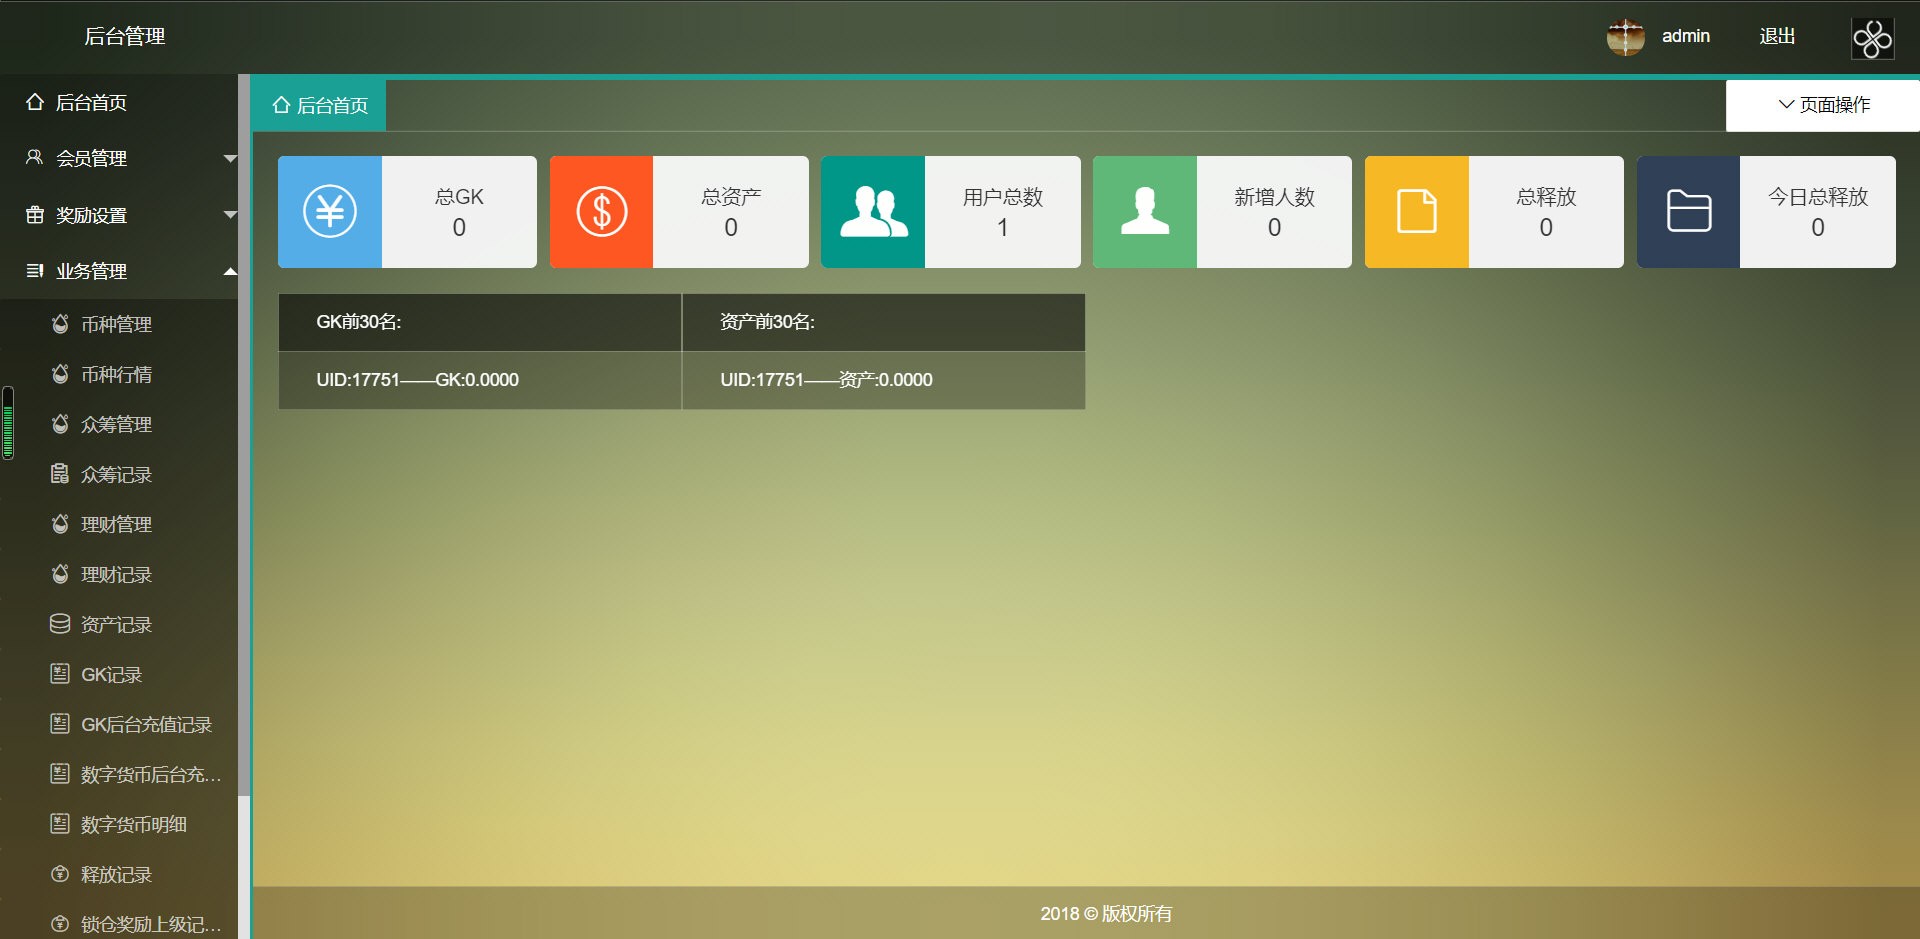 后台管理
admin
退出
后台首页
会员管理
奖励设置
业务管理
币种管理
币种行情
众筹管理
众筹记录
理财管理
理财记录
资产记录
GK记录
GK后台充值记录
数字货币后台充...
数字货币明细
释放记录
锁仓奖励上级记...
后台首页
页面操作
总GK
0
总资产
0
用户总数
1
新增人数
0
总释放
0
今日总释放
0
GK前30名:
资产前30名:
UID:17751——GK:0.0000
UID:17751——资产:0.0000
2018 © 版权所有